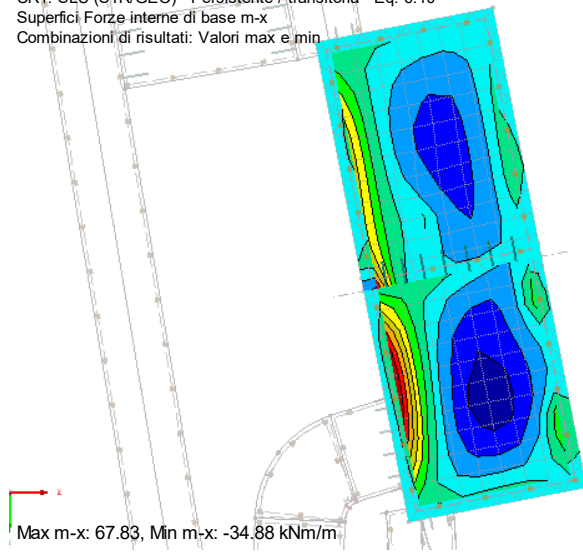 Superfici Forze interne di base m-x
Combinazioni di risultati: Valori max e min
x
Max m-x: 67.83, Min m-x: -34.88 kNm/m